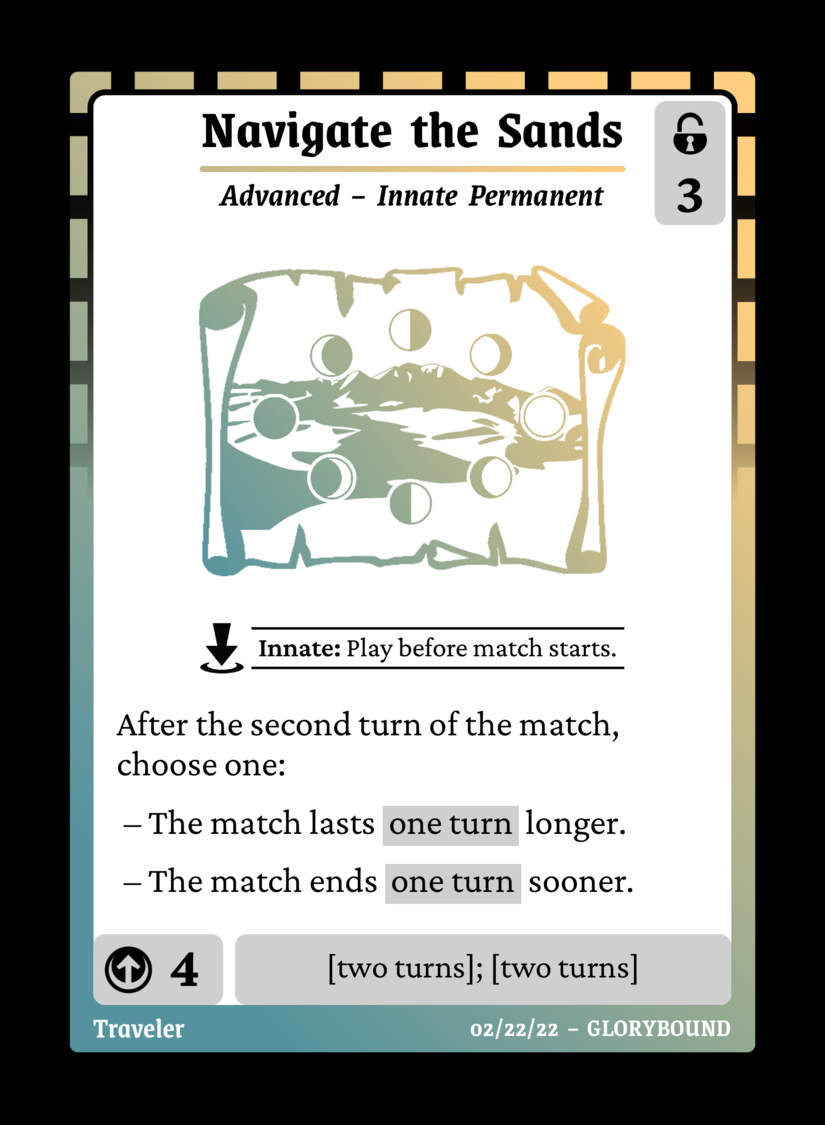 Navigate the Sands
3
Advanced – Innate Permanent
Innate: Play before match starts.
After the second turn of the match,
choose one:
– The match lasts one turn longer.
– The match ends one turn sooner.
4
[two turns]; [two turns]
Traveler
02/22/22 – GLORYBOUND